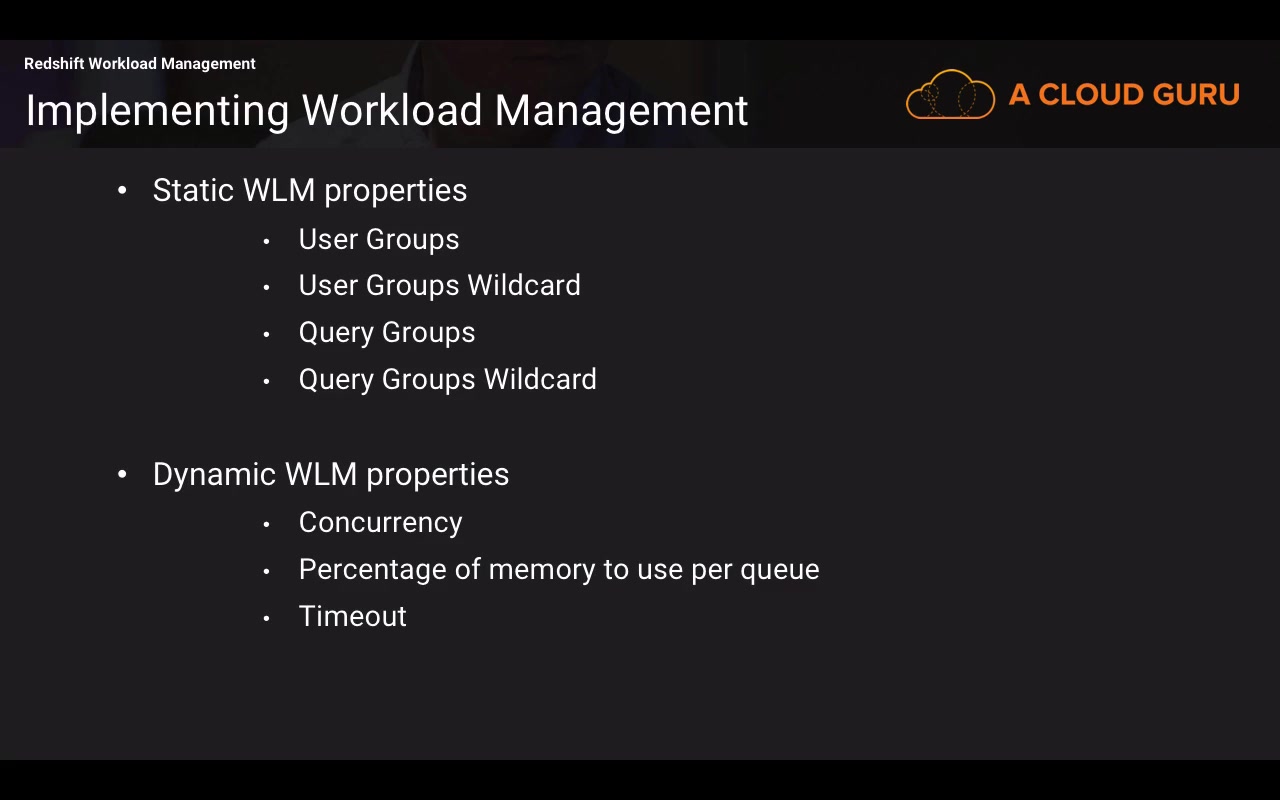 Redshift Workload Management
Implementing Workload Management
A CLOUD GURU
• Static WLM properties
• User Groups
• User Groups Wildcard
• Query Groups
• Query Groups Wildcard
• Dynamic WLM properties
• Concurrency
• Percentage of memory to use per queue
• Timeout